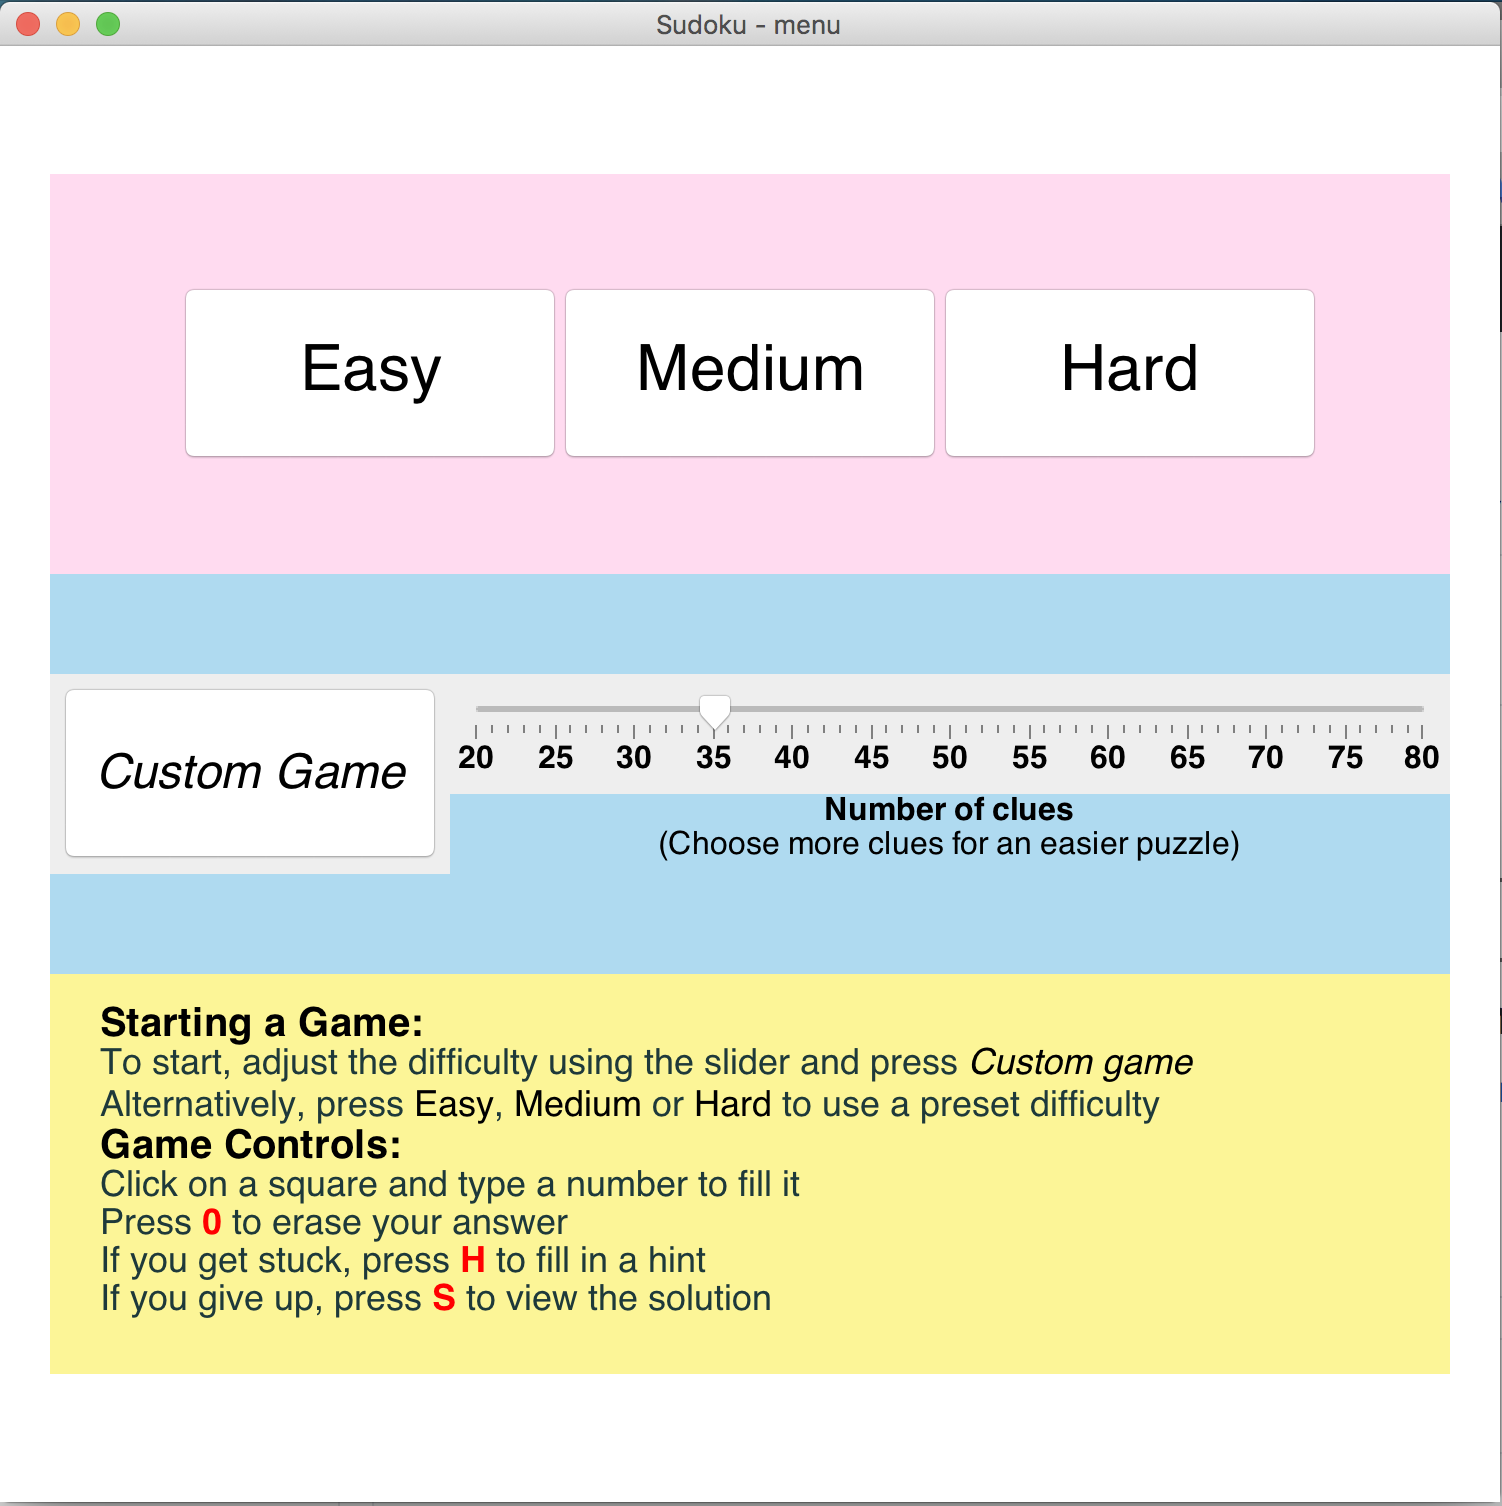 Sudoku - menu
Easy Medium Hard
Custom Game
20 25 30 35 40 45 50 55 60 65 70 75 80
Number of clues
(Choose more clues for an easier puzzle)
Starting a Game:
To start, adjust the difficulty using the slider and press Custom game
Alternatively, press Easy, Medium or Hard to use a preset difficulty
Game Controls:
Click on a square and type a number to fill it
Press 0 to erase your answer
If you get stuck, press H to fill in a hint
If you give up, press S to view the solution